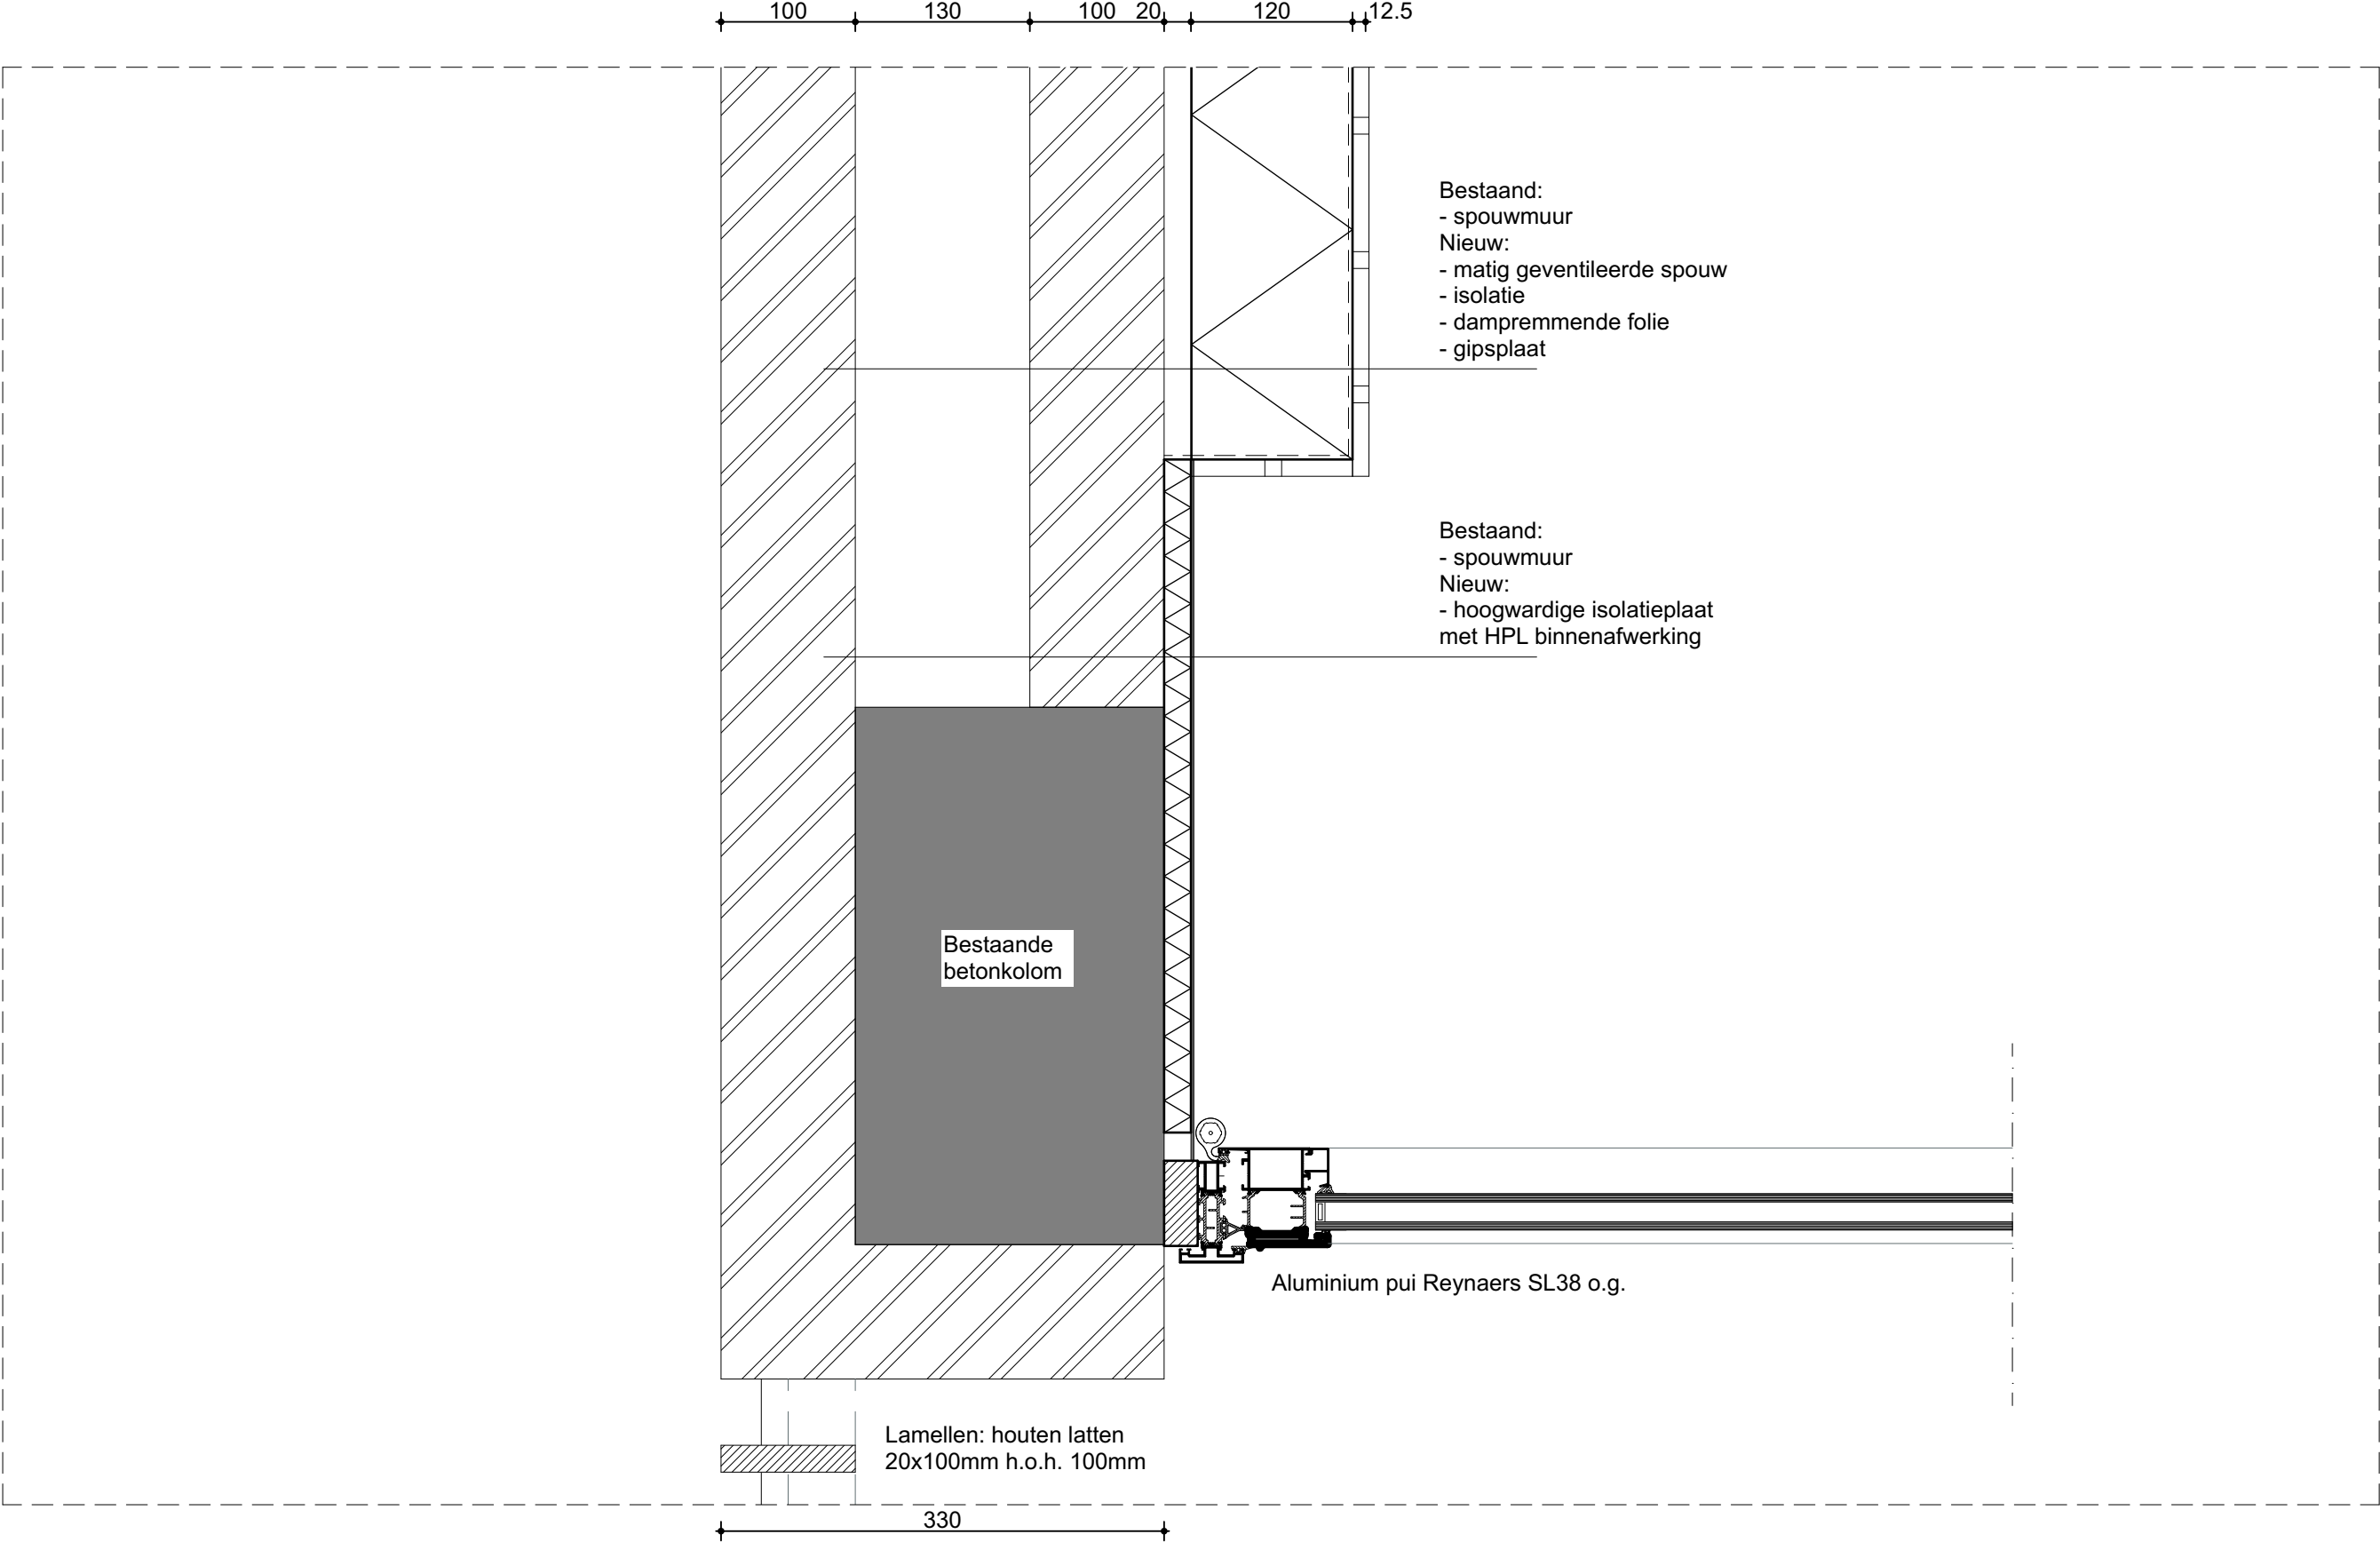 100 130 100 20 120 12.5
Bestaand:
- spouwmuur
Nieuw:
- matig geventileerde spouw
- isolatie
- dampremmende folie
- gipsplaat
Bestaand:
- spouwmuur
Nieuw:
- hoogwardige isolatieplaat
met HPL binnenafwerking
Bestaande
betonkolom
Aluminium pui Reynaers SL38 o.g.
Lamellen: houten latten
20x100mm h.o.h. 100mm
330